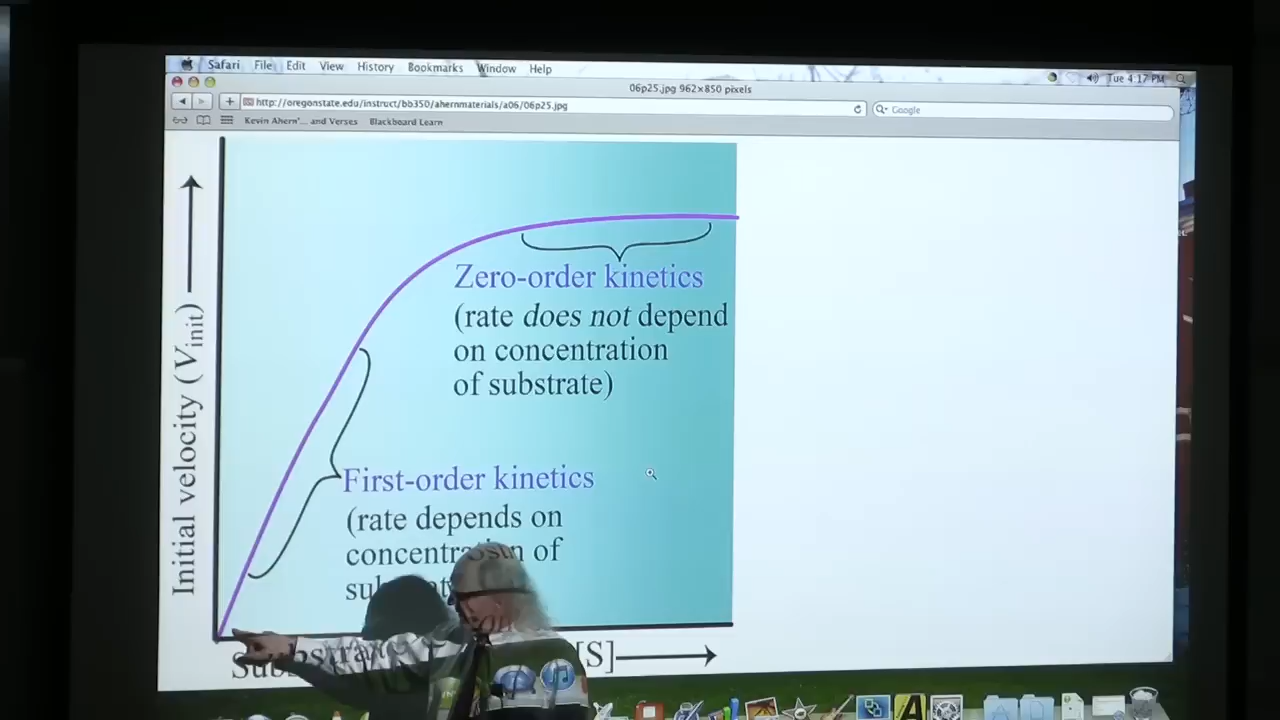 Safari File Edit View History Bookmarks Window Help
Tue 4:17 PM
06p25.jpg 962×850 pixels
http://oregonstate.edu/instruct/bb350/ahernmaterials/a06/06p25.jpg
Google
Kevin Ahern'... and Verses Blackboard Learn
Initial velocity (Vinit)
Zero-order kinetics
(rate does not depend
on concentration
of substrate)
First-order kinetics
(rate depends on
concentration of
[S]